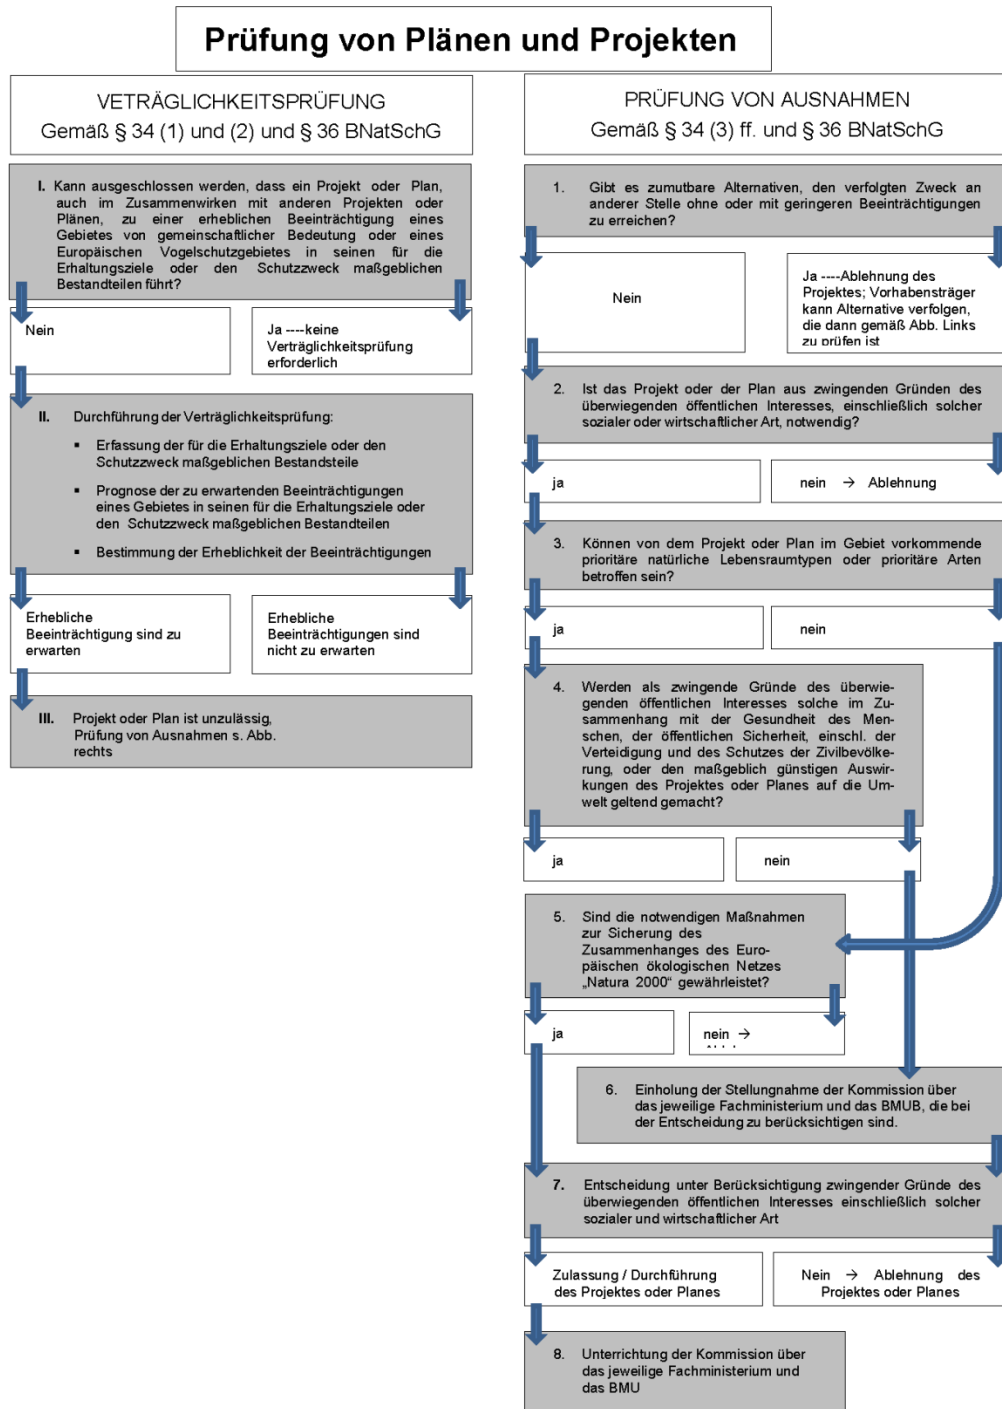 Prüfung von Plänen und Projekten
VETRÄGLICHKEITSPRÜFUNG
Gemäß § 34 (1) und (2) und § 36 BNatSchG
I. Kann ausgeschlossen werden, dass ein Projekt oder Plan,
auch im Zusammenwirken mit anderen Projekten oder
Plänen, zu einer erheblichen Beeinträchtigung eines
Gebietes von gemeinschaftlicher Bedeutung oder eines
Europäischen Vogelschutzgebietes in seinen für die
Erhaltungsziele oder den Schutzzweck maßgeblichen
Bestandteilen führt?
Nein
Ja ----keine
Verträglichkeitsprüfung
erforderlich
II. Durchführung der Verträglichkeitsprüfung:
▪ Erfassung der für die Erhaltungsziele oder den
Schutzzweck maßgeblichen Bestandsteile
▪ Prognose der zu erwartenden Beeinträchtigungen
eines Gebietes in seinen für die Erhaltungsziele oder
den Schutzzweck maßgeblichen Bestandteilen
▪ Bestimmung der Erheblichkeit der Beeinträchtigungen
Erhebliche
Beeinträchtigung sind zu
erwarten
Erhebliche
Beeinträchtigungen sind
nicht zu erwarten
III. Projekt oder Plan ist unzulässig,
Prüfung von Ausnahmen s. Abb.
rechts
PRÜFUNG VON AUSNAHMEN
Gemäß § 34 (3) ff. und § 36 BNatSchG
1. Gibt es zumutbare Alternativen, den verfolgten Zweck an
anderer Stelle ohne oder mit geringeren Beeinträchtigungen
zu erreichen?
Nein
Ja ----Ablehnung des
Projektes; Vorhabensträger
kann Alternative verfolgen,
die dann gemäß Abb. Links
zu prüfen ist
2. Ist das Projekt oder der Plan aus zwingenden Gründen des
überwiegenden öffentlichen Interesses, einschließlich solcher
sozialer oder wirtschaftlicher Art, notwendig?
ja
nein → Ablehnung
3. Können von dem Projekt oder Plan im Gebiet vorkommende
prioritäre natürliche Lebensraumtypen oder prioritäre Arten
betroffen sein?
ja
nein
4. Werden als zwingende Gründe des überwie-
genden öffentlichen Interesses solche im Zu-
sammenhang mit der Gesundheit des Men-
schen, der öffentlichen Sicherheit, einschl. der
Verteidigung und des Schutzes der Zivilbevölke-
rung, oder den maßgeblich günstigen Auswir-
kungen des Projektes oder Planes auf die Um-
welt geltend gemacht?
ja
nein
5. Sind die notwendigen Maßnahmen
zur Sicherung des
Zusammenhanges des Euro-
päischen ökologischen Netzes
„Natura 2000“ gewährleistet?
ja
nein →
6. Einholung der Stellungnahme der Kommission über
das jeweilige Fachministerium und das BMUB, die bei
der Entscheidung zu berücksichtigen sind.
7. Entscheidung unter Berücksichtigung zwingender Gründe des
überwiegenden öffentlichen Interesses einschließlich solcher
sozialer und wirtschaftlicher Art
Zulassung / Durchführung
des Projektes oder Planes
Nein → Ablehnung des
Projektes oder Planes
8. Unterrichtung der Kommission über
das jeweilige Fachministerium und
das BMU